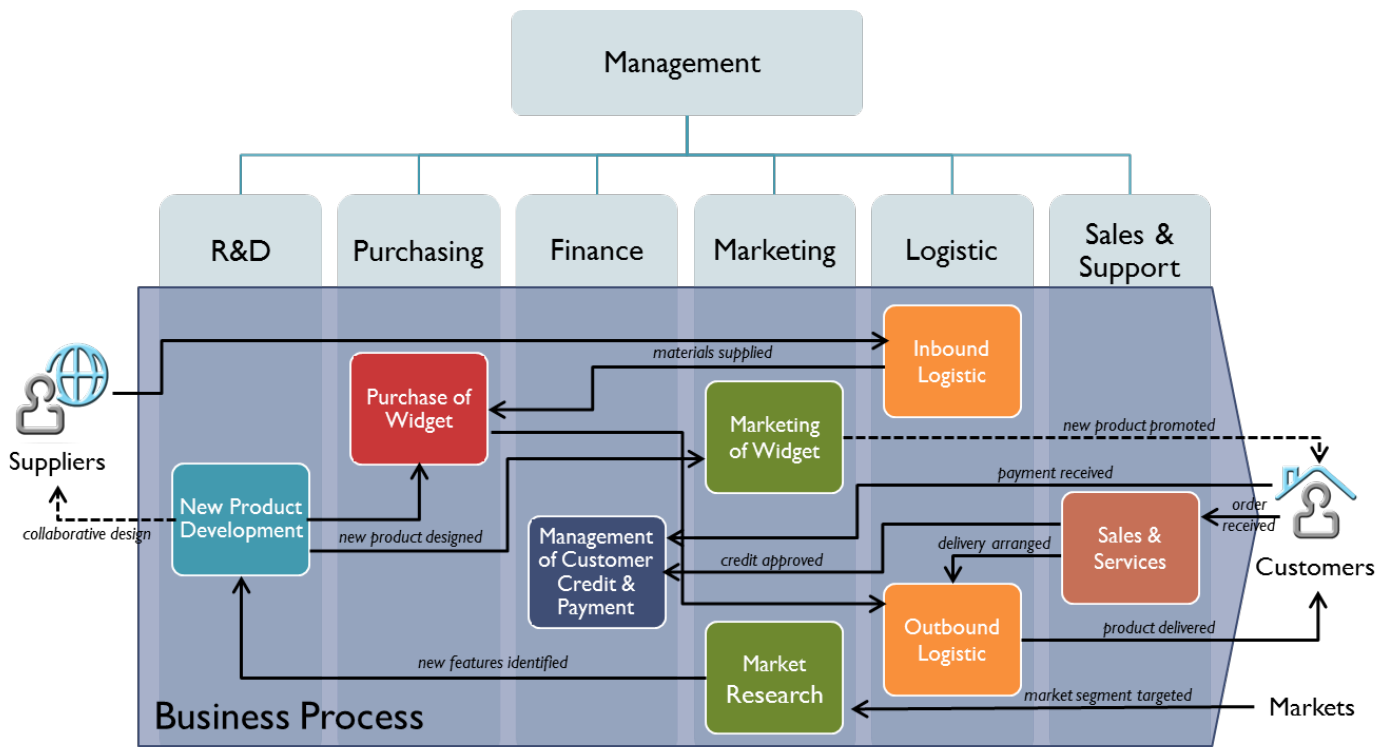 Management
R&D
Purchasing
Finance
Marketing
Logistic
Sales &
Support
Inbound
Logistic
materials supplied
Purchase of
Widget
Marketing
of Widget
new product promoted
Suppliers
payment received
New Product
Development
collaborative design
new product designed
Management
of Customer
Credit &
Payment
credit approved
delivery arranged
Sales &
Services
order
received
Customers
Outbound
Logistic
product delivered
new features identified
Market
Research
market segment targeted
Markets
Business Process